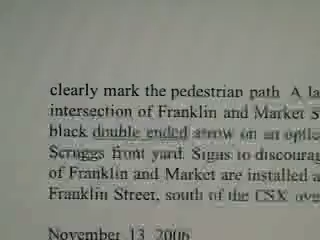 clearly mark the pedestrian path A la
intersection of Franklin and Market S
black double ended arrow on an optic
Scruggs front yard. Signs to discourag
of Franklin and Market are installed a
Franklin Street, south of the CSX ove
November 13, 2006